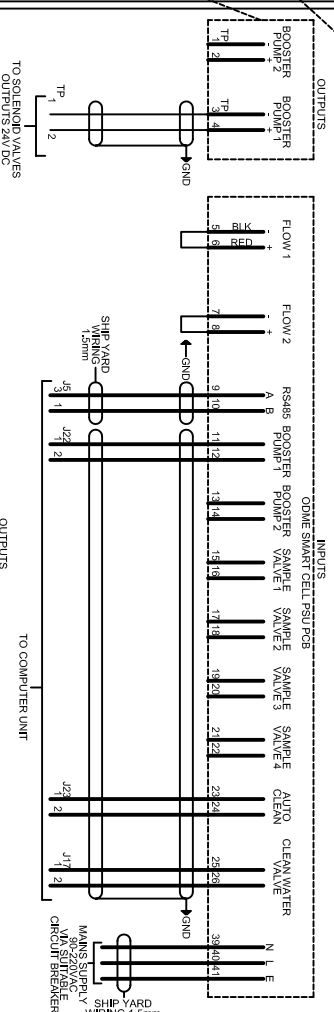 OUTPUTS
BOOSTER
PUMP 2
- +
1 2
TP
BOOSTER
PUMP 1
- +
3 4
TP
GND
TP
1 2
TO SOLENOID VALVES
OUTPUTS 24V DC
INPUTS
ODME SMART CELL PSU PCB
FLOW 1
- +
BLK RED
5 6
FLOW 2
- +
7 8
GND
RS485
A B
9 10
BOOSTER
PUMP 1
11 12
BOOSTER
PUMP 2
13 14
SAMPLE
VALVE 1
15 16
SAMPLE
VALVE 2
17 18
SAMPLE
VALVE 3
19 20
SAMPLE
VALVE 4
21 22
AUTO
CLEAN
23 24
CLEAN WATER
VALVE
25 26
GND
N L E
39 40 41
SHIP YARD
WIRING
1.5mm
J5
3 1
J22
1 2
J23
1 2
J17
1 2
TO COMPUTER UNIT
MAINS SUPPLY
90-220VAC
VIA SUITABLE
CIRCUIT BREAKER
SHIP YARD
WIRING 1.5mm
OUTPUTS